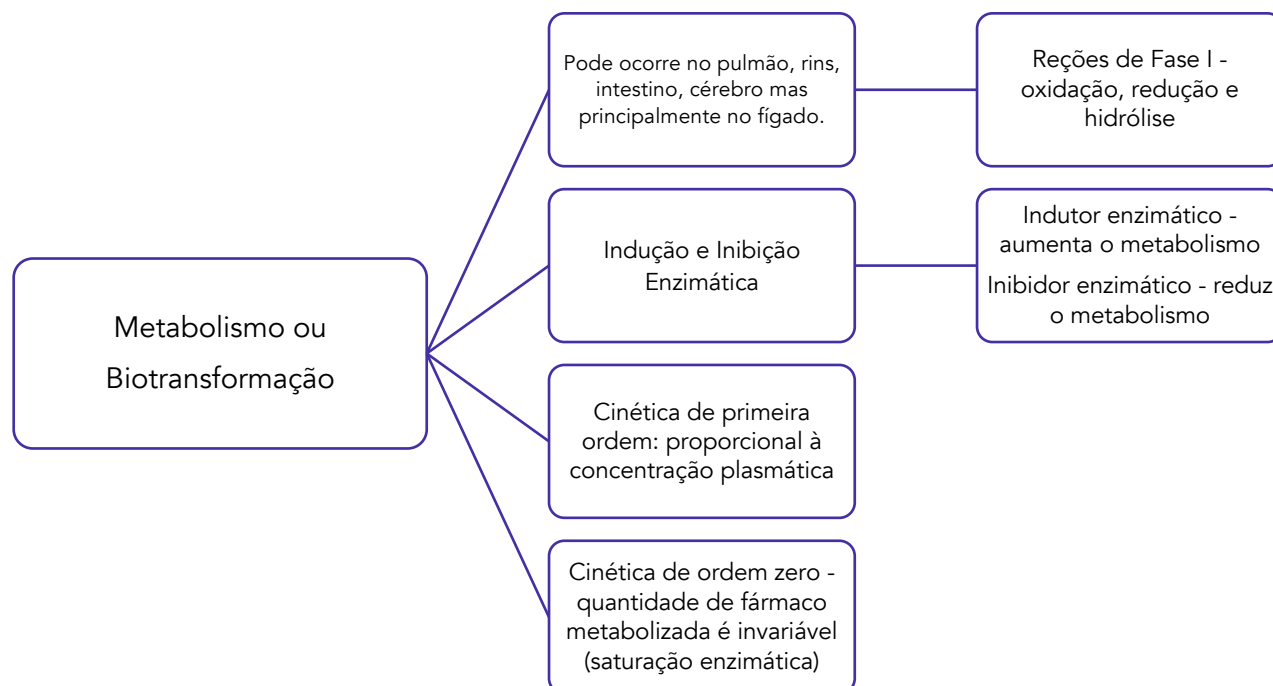 Metabolismo ou
Biotransformação
Pode ocorre no pulmão, rins,
intestino, cérebro mas
principalmente no fígado.
Reções de Fase I -
oxidação, redução e
hidrólise
Indução e Inibição
Enzimática
Indutor enzimático -
aumenta o metabolismo
Inibidor enzimático - reduz
o metabolismo
Cinética de primeira
ordem: proporcional à
concentração plasmática
Cinética de ordem zero -
quantidade de fármaco
metabolizada é invariável
(saturação enzimática)